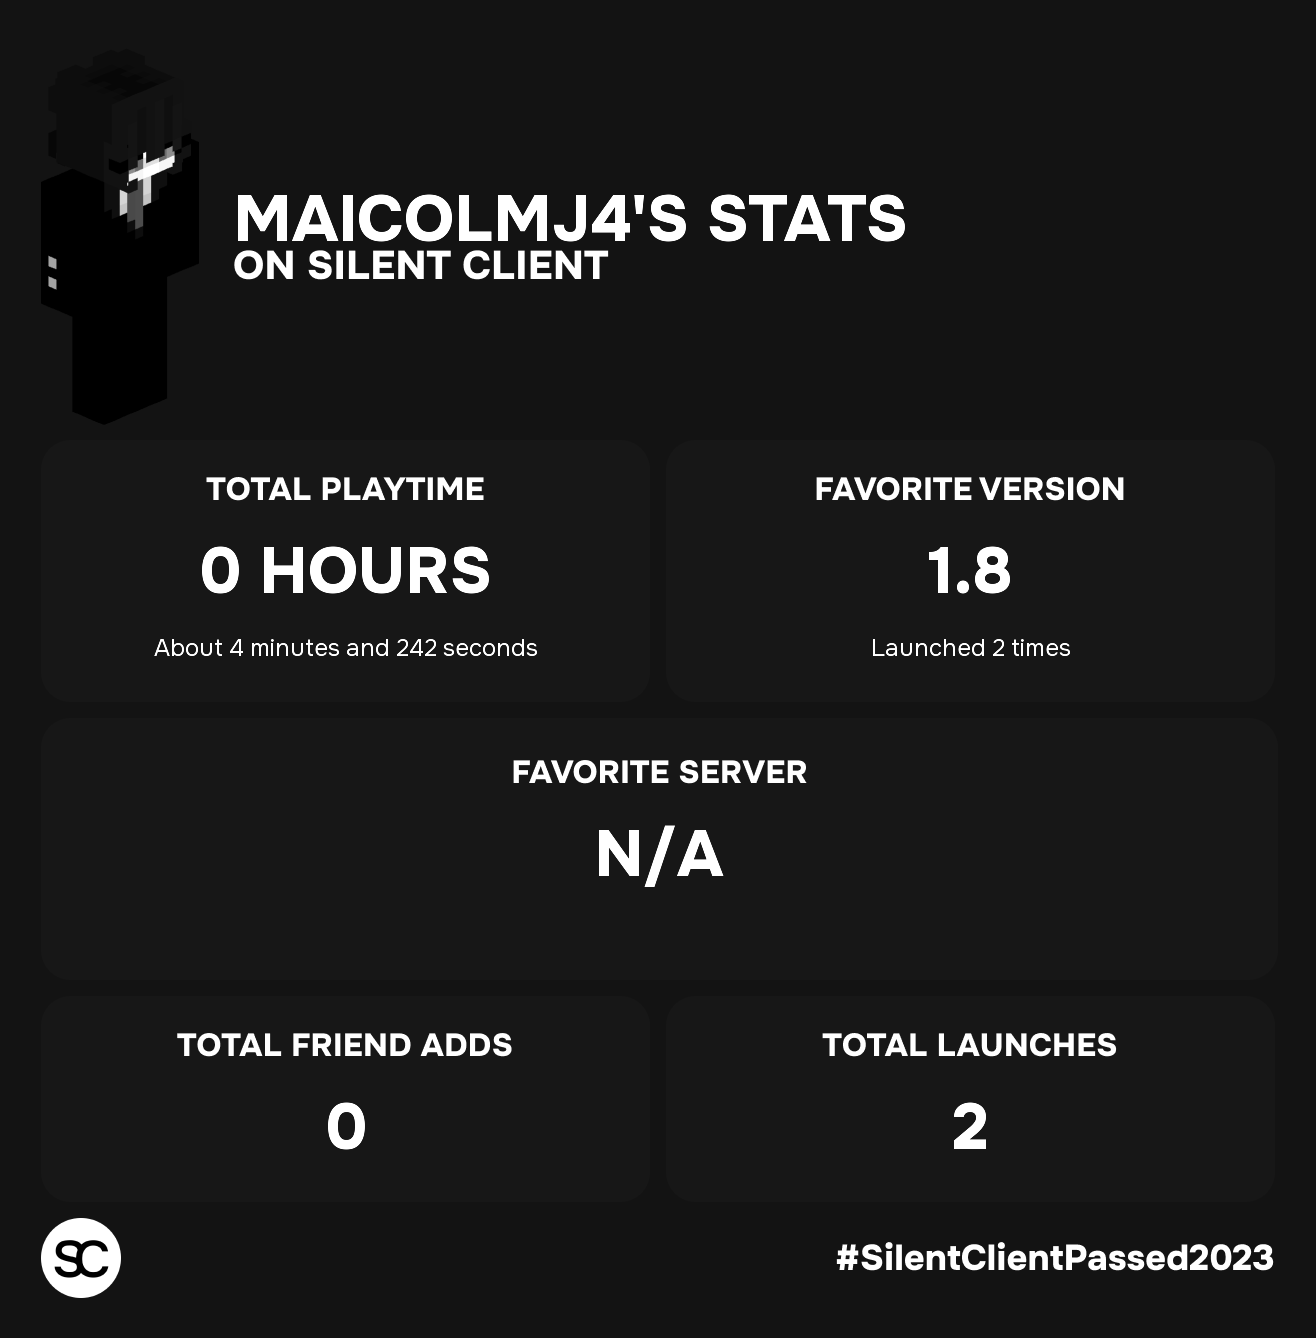 MAICOLMJ4'S STATS
ON SILENT CLIENT
TOTAL PLAYTIME
0 HOURS
About 4 minutes and 242 seconds
FAVORITE VERSION
1.8
Launched 2 times
FAVORITE SERVER
N/A
TOTAL FRIEND ADDS
0
TOTAL LAUNCHES
2
SC
#SilentClientPassed2023